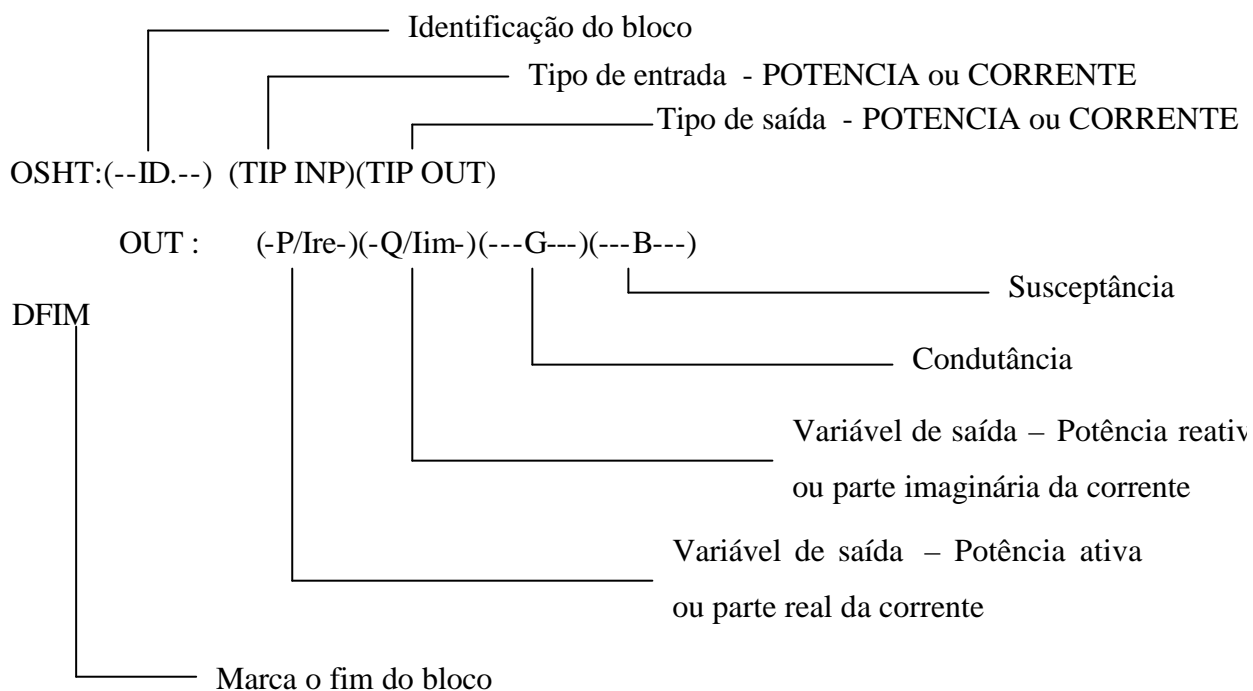 Identificação do bloco
Tipo de entrada - POTENCIA ou CORRENTE
Tipo de saída - POTENCIA ou CORRENTE
OSHT:(--ID.--) (TIP INP)(TIP OUT)
OUT : (-P/Ire-)(-Q/Iim-)(---G---)(---B---)
Susceptância
DFIM
Condutância
Variável de saída – Potência reativ
ou parte imaginária da corrente
Variável de saída – Potência ativa
ou parte real da corrente
Marca o fim do bloco